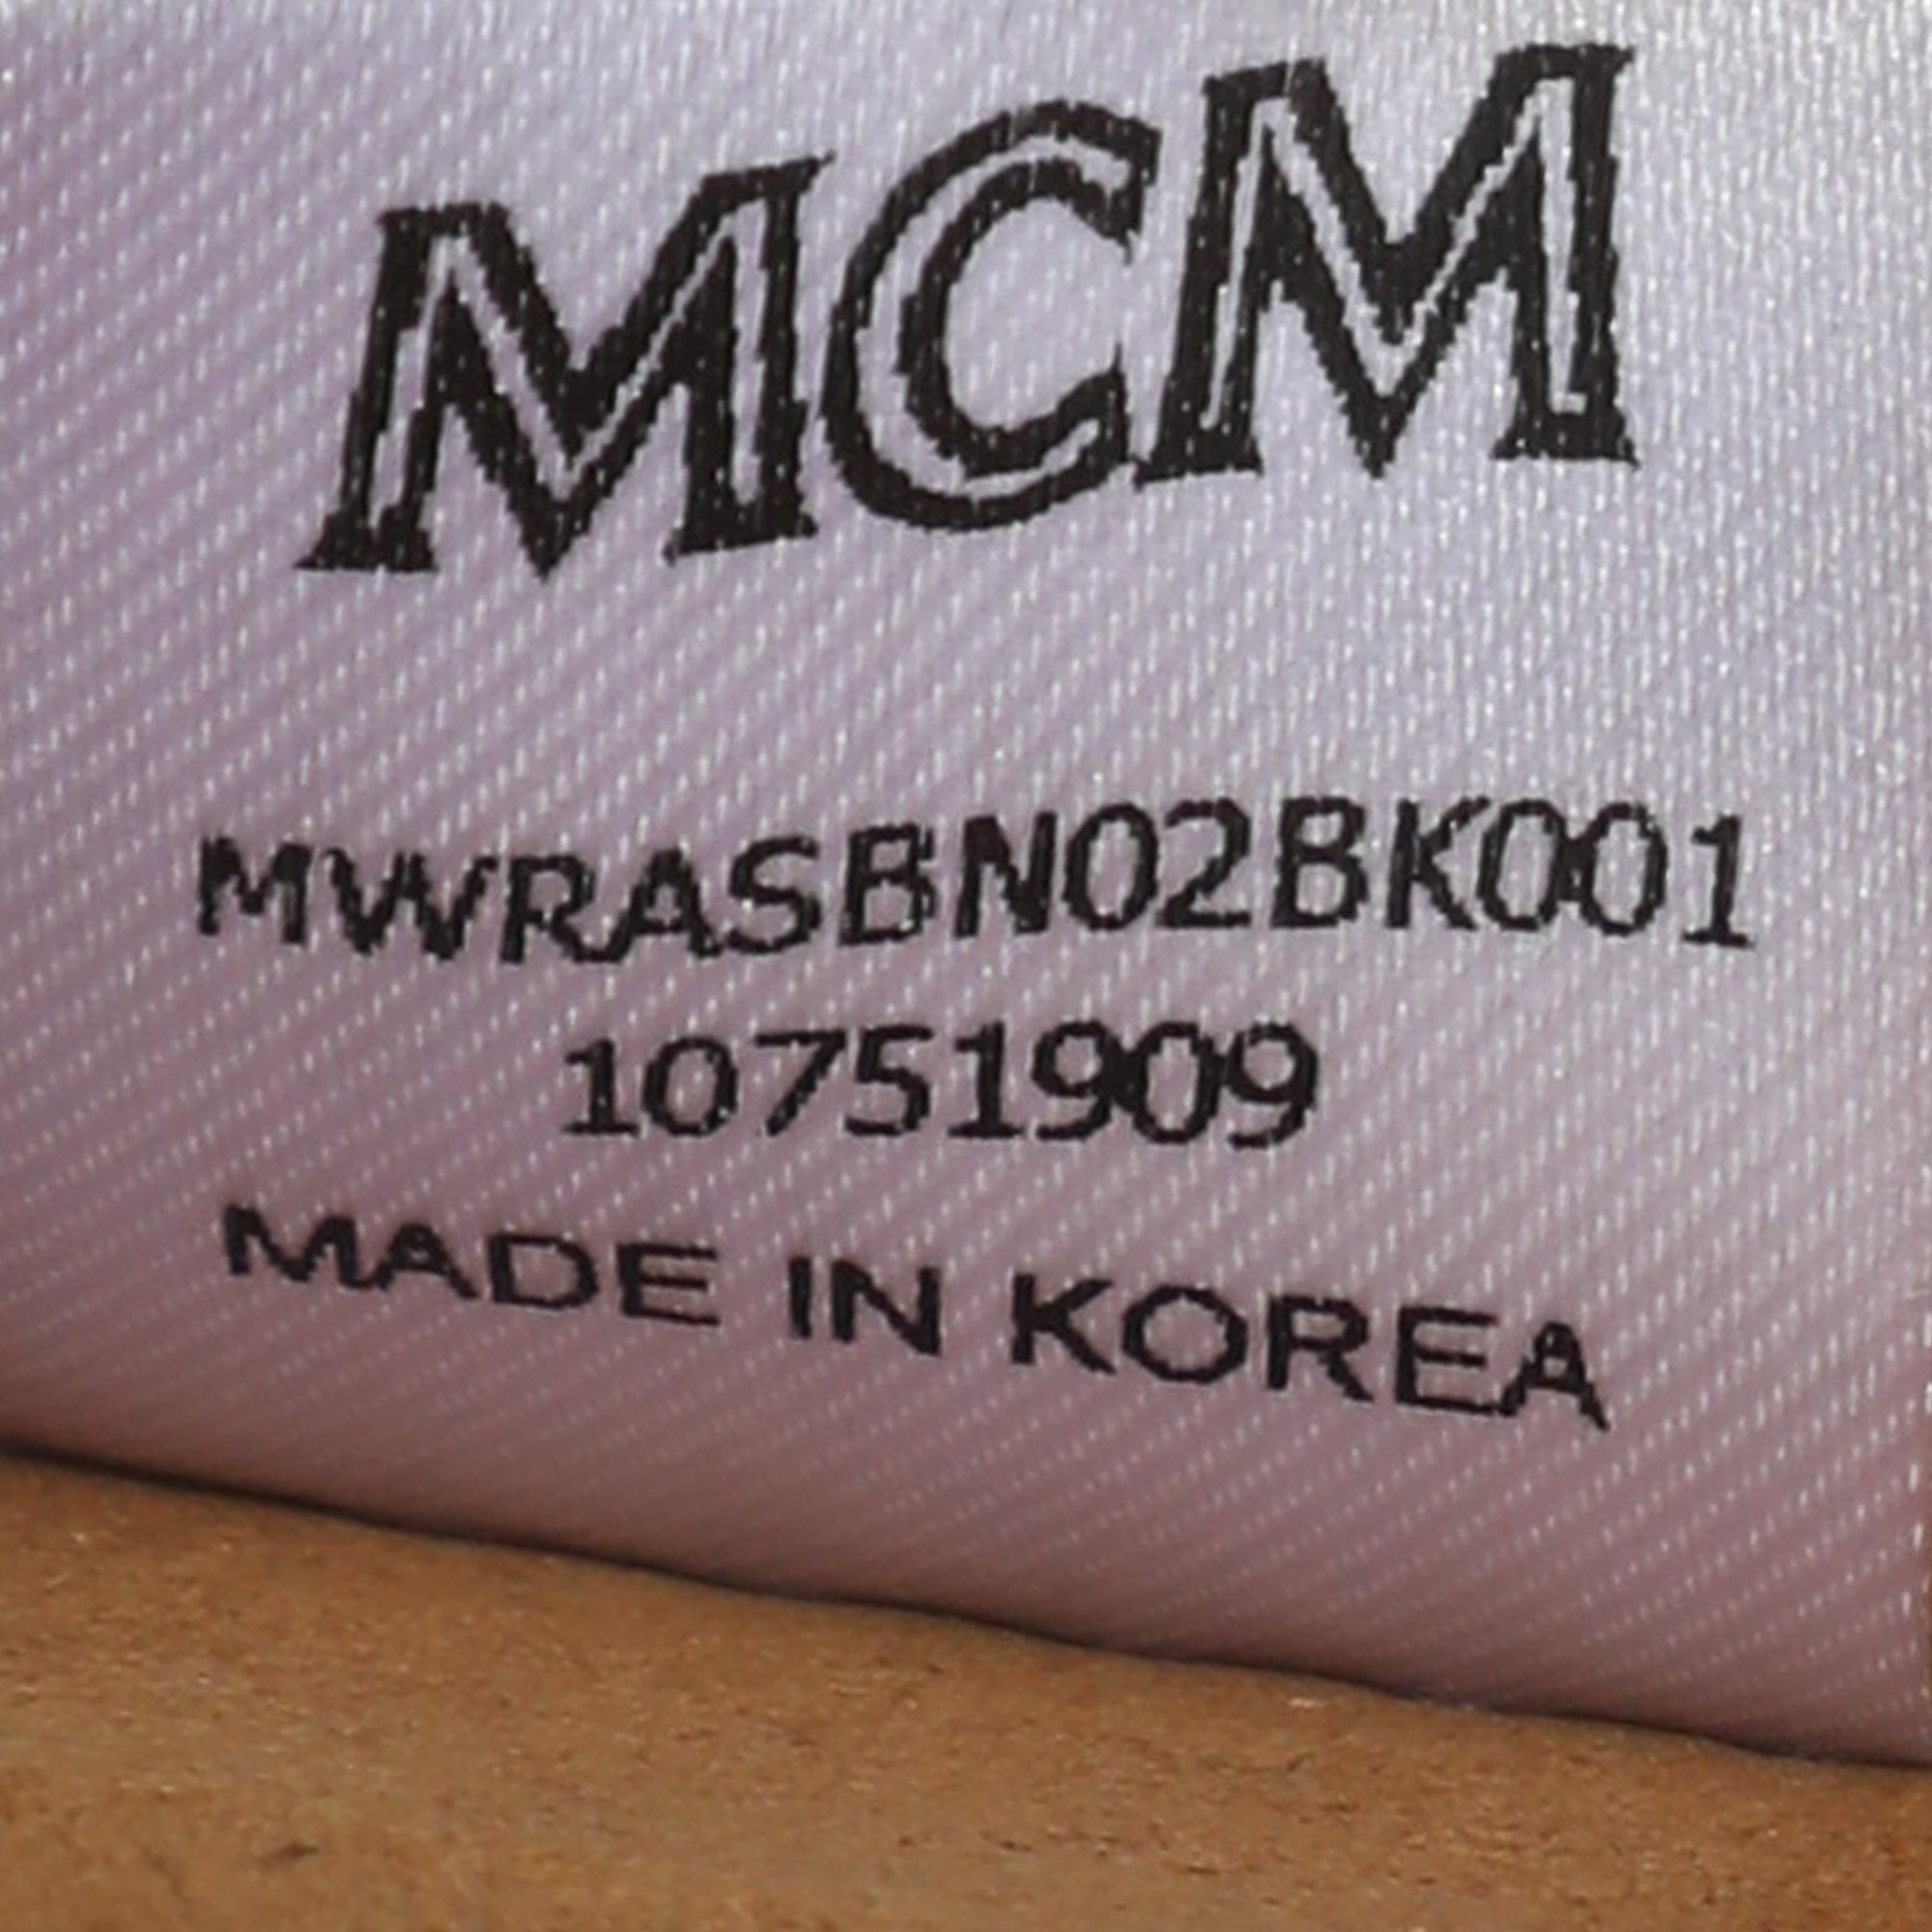 MCM
MWRASBN02BK001
10751909
MADE IN KOREA